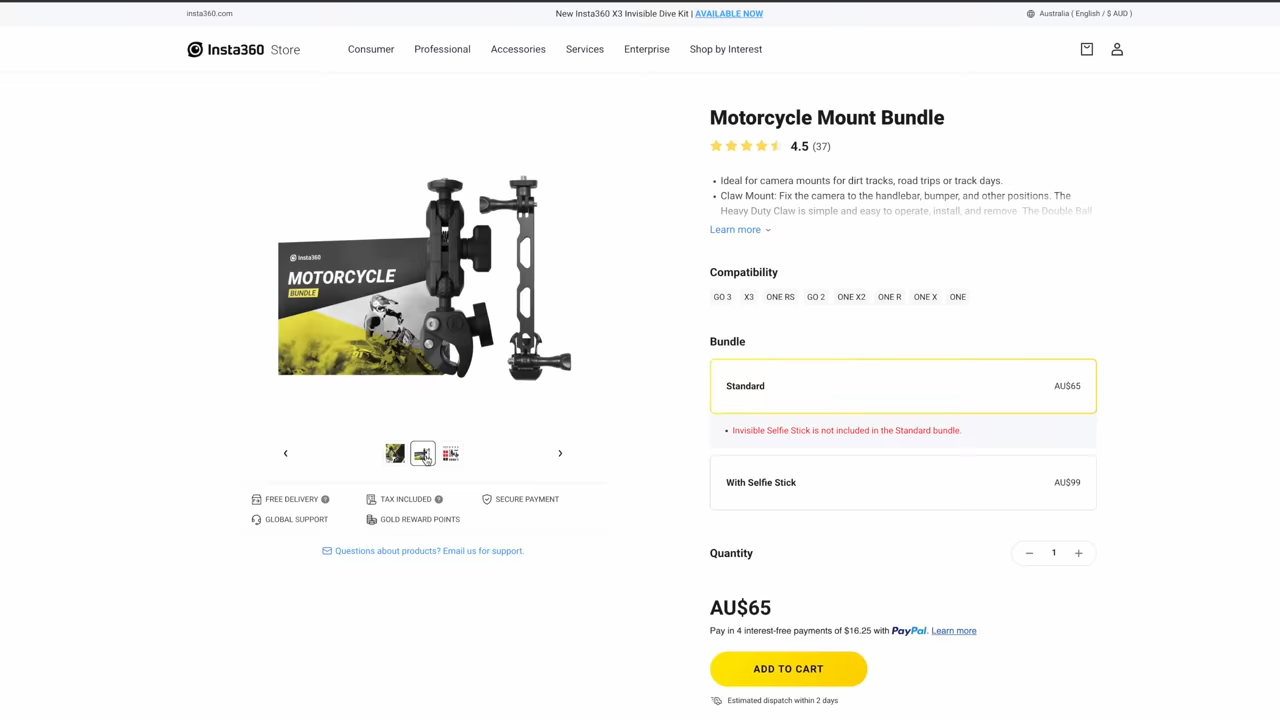 insta360.com
New Insta360 X3 Invisible Dive Kit | AVAILABLE NOW
Australia ( English / $ AUD )
Insta360 Store
Consumer
Professional
Accessories
Services
Enterprise
Shop by Interest
Insta360
MOTORCYCLE
BUNDLE
FREE DELIVERY ?
TAX INCLUDED ?
SECURE PAYMENT
GLOBAL SUPPORT
GOLD REWARD POINTS
Questions about products? Email us for support.
Motorcycle Mount Bundle
4.5 (37)
• Ideal for camera mounts for dirt tracks, road trips or track days.
• Claw Mount: Fix the camera to the handlebar, bumper, and other positions. The
Heavy Duty Claw is simple and easy to operate, install, and remove. The Double Ball
Learn more
Compatibility
GO 3 X3 ONE RS GO 2 ONE X2 ONE R ONE X ONE
Bundle
Standard AU$65
• Invisible Selfie Stick is not included in the Standard bundle.
With Selfie Stick AU$99
Quantity − 1 +
AU$65
Pay in 4 interest-free payments of $16.25 with PayPal. Learn more
ADD TO CART
Estimated dispatch within 2 days